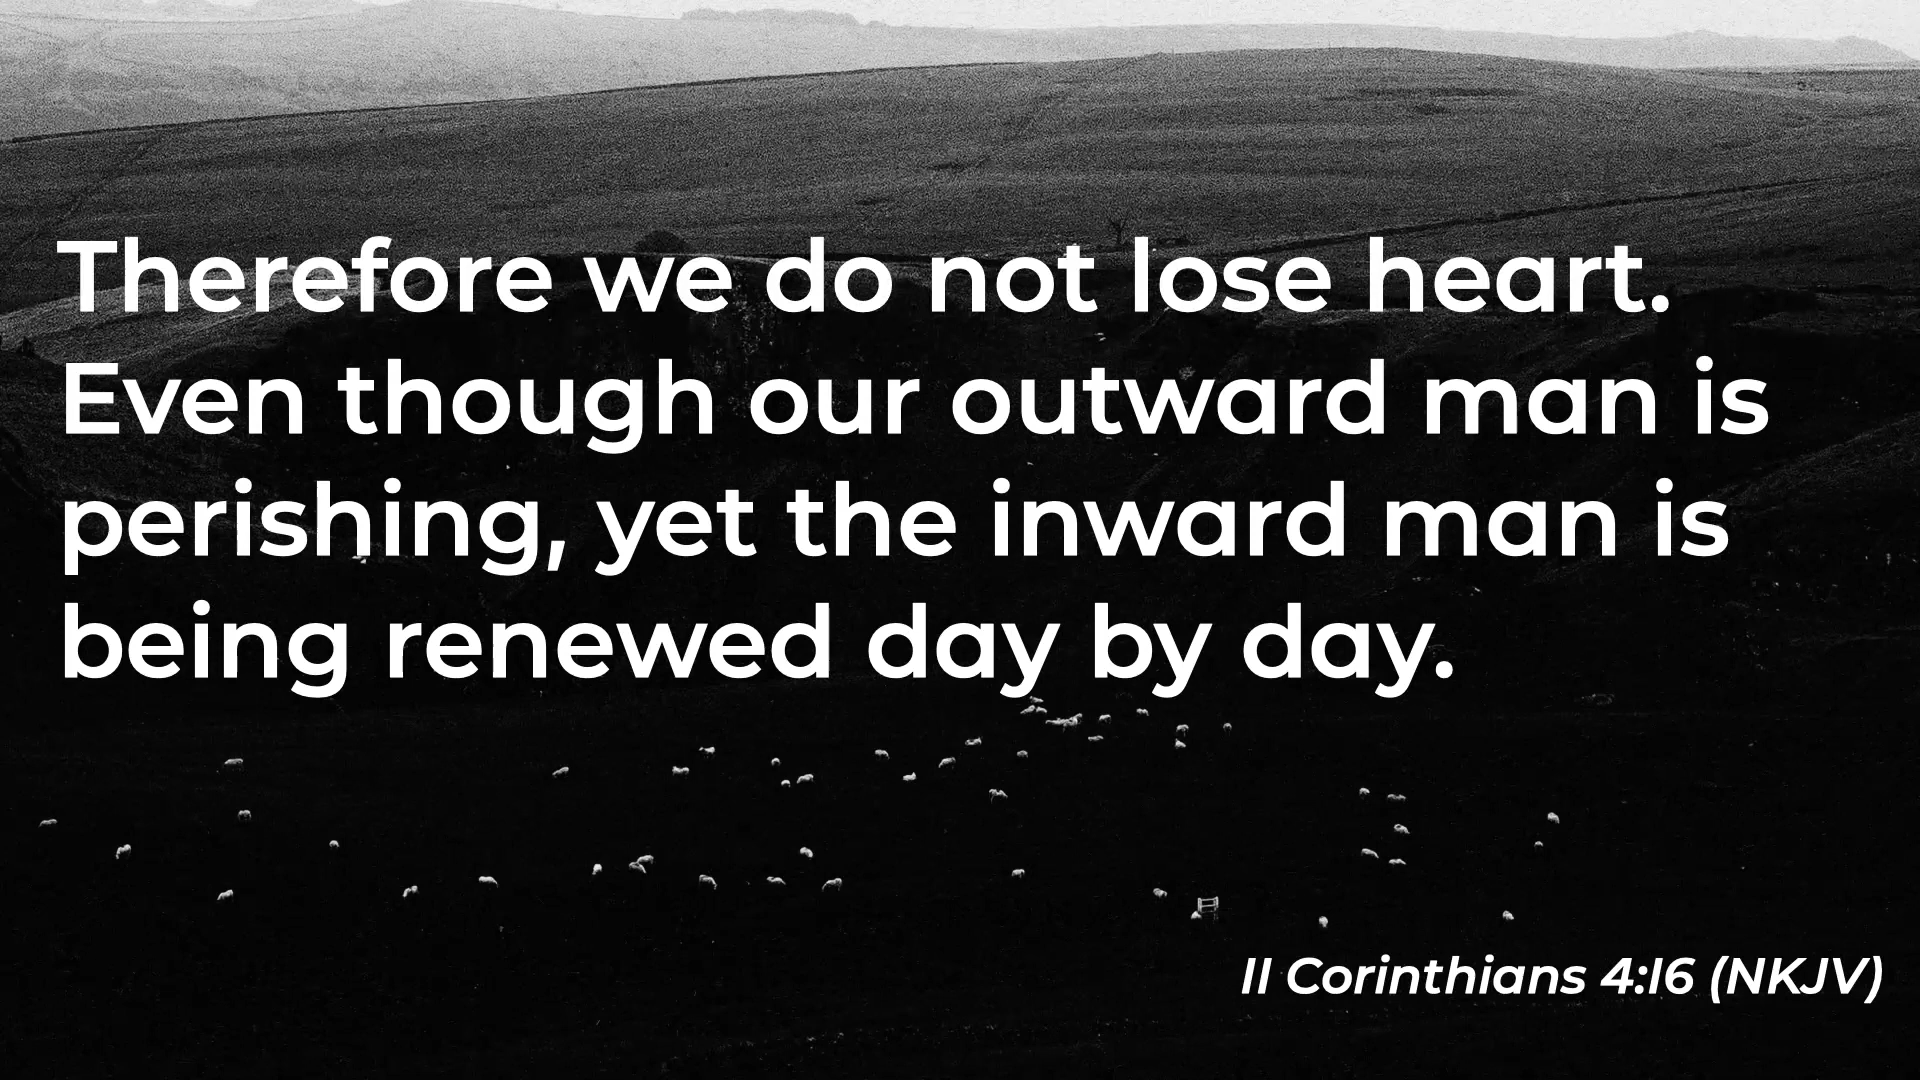 Therefore we do not lose heart.
Even though our outward man is
perishing, yet the inward man is
being renewed day by day.
II Corinthians 4:16 (NKJV)